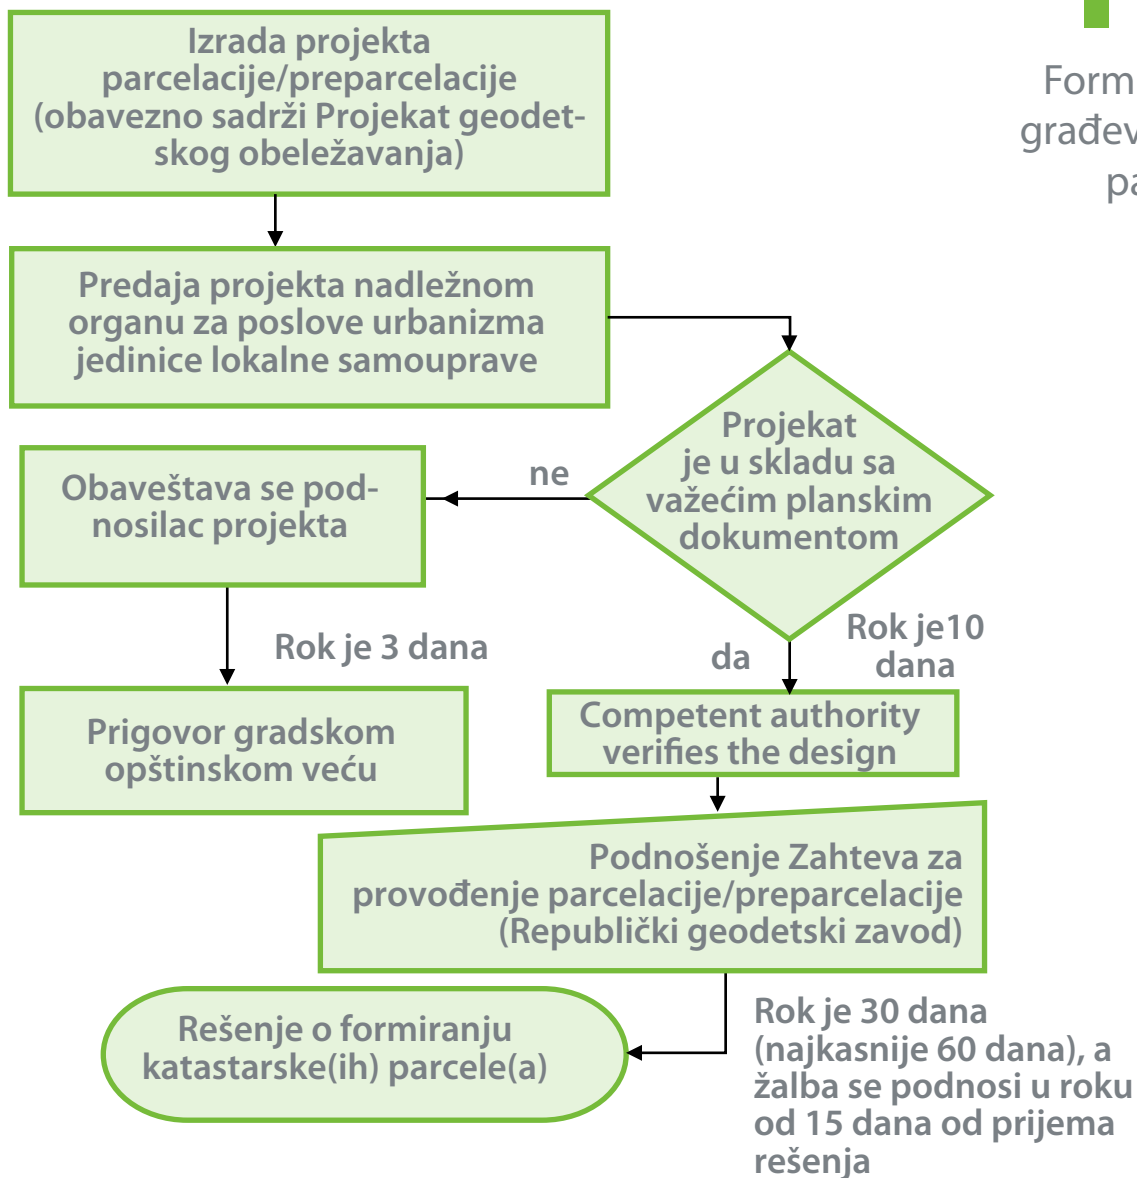 Izrada projekta
parcelacije/preparcelacije
(obavezno sadrži Projekat geodet-
skog obeležavanja)
Predaja projekta nadležnom
organu za poslove urbanizma
jedinice lokalne samouprave
Projekat
je u skladu sa
važećim planskim
dokumentom
ne
Obaveštava se pod-
nosilac projekta
Rok je 3 dana
Prigovor gradskom
opštinskom veću
da
Rok je10
dana
Competent authority
verifies the design
Podnošenje Zahteva za
provođenje parcelacije/preparcelacije
(Republički geodetski zavod)
Rešenje o formiranju
katastarske(ih) parcele(a)
Rok je 30 dana
(najkasnije 60 dana), a
žalba se podnosi u roku
od 15 dana od prijema
rešenja